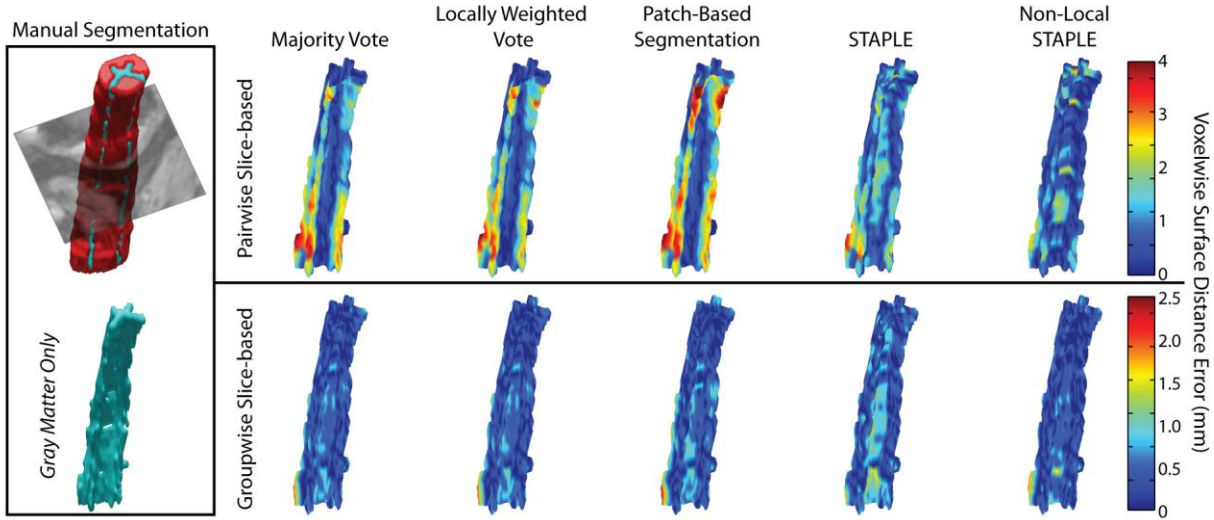 Manual Segmentation
Majority Vote
Locally Weighted
Vote
Patch-Based
Segmentation
STAPLE
Non-Local
STAPLE
Pairwise Slice-based
4
3
2
1
0
Gray Matter Only
Groupwise Slice-based
2.5
2.0
1.5
1.0
0.5
0
Voxelwise Surface Distance Error (mm)